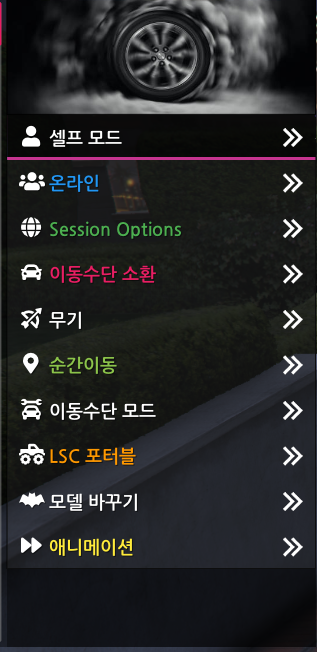 셀프 모드
온라인
Session Options
이동수단 소환
무기
순간이동
이동수단 모드
LSC 포터블
모델 바꾸기
애니메이션